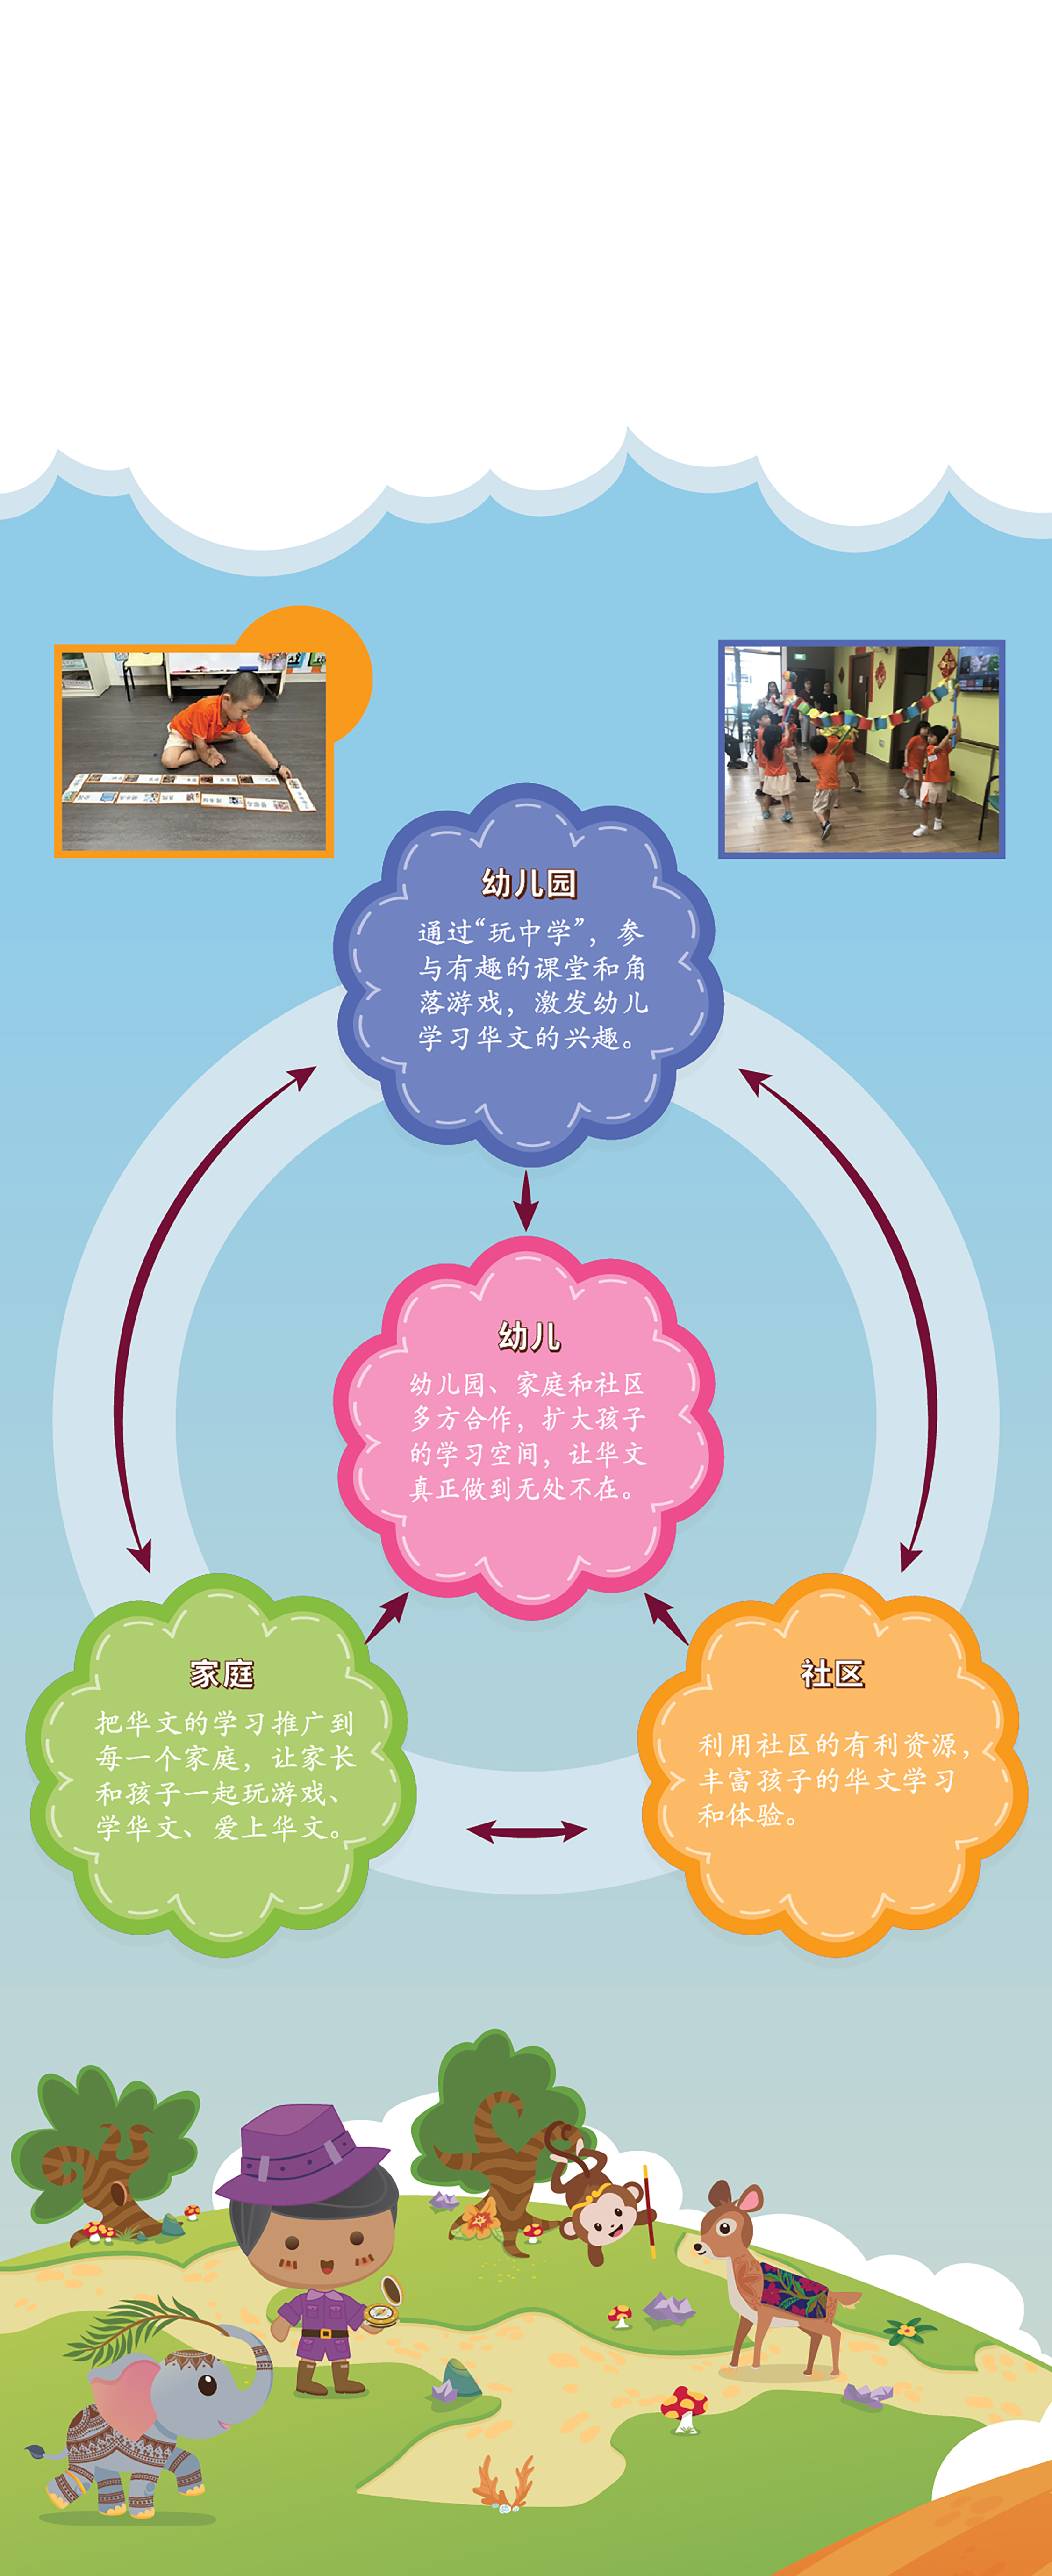 幼儿园
通过“玩中学”，参
与有趣的课堂和角
落游戏，激发幼儿
学习华文的兴趣。
幼儿
幼儿园、家庭和社区
多方合作，扩大孩子
的学习空间，让华文
真正做到无处不在。
家庭
把华文的学习推广到
每一个家庭，让家长
和孩子一起玩游戏、
学华文、爱上华文。
社区
利用社区的有利资源，
丰富孩子的华文学习
和体验。